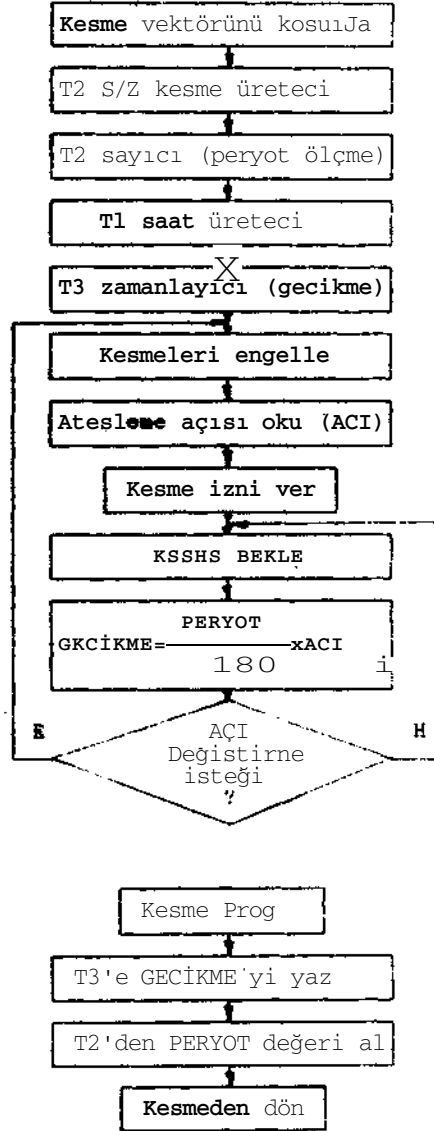 Kesme vektörünü kosuıJa
T2 S/Z kesme üreteci
T2 sayıcı (peryot ölçme)
T1 saat üreteci
X
T3 zamanlayıcı (gecikme)
Kesmeleri engelle
Atesleme açısı oku (ACI)
Kesme izni ver
KSSHS BEKLE
PERYOT
GKCİKME= xACI
180 i
E H
AÇI
Değistirne
isteği
?
Kesme Prog
T3'e GECİKME'yi yaz
T2'den PERYOT değeri al
Kesmeden dön